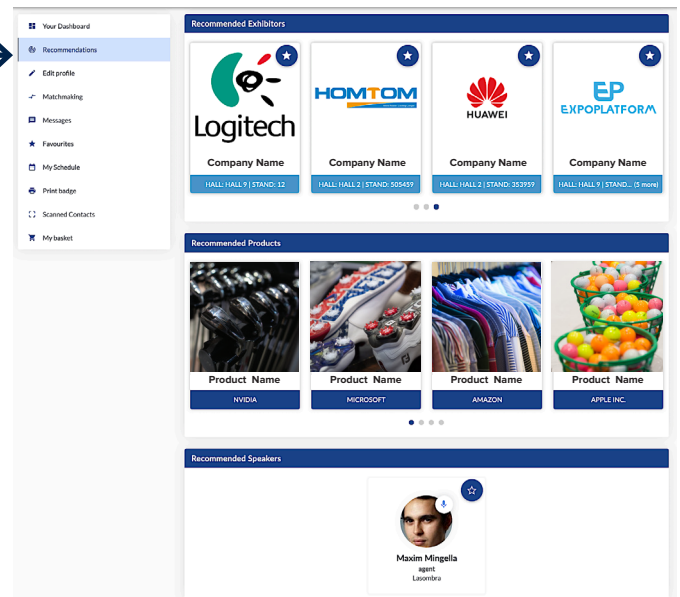 Your Dashboard
Recommendations
Edit profile
Matchmaking
Messages
Favourites
My Schedule
Print badge
Scanned Contacts
My basket
Recommended Exhibitors
Logitech
HOMTOM
HUAWEI
EP
EXPOPLATFORM
Company Name
Company Name
Company Name
Company Name
HALL: HALL 9 | STAND: 12
HALL: HALL 2 | STAND: 505459
HALL: HALL 2 | STAND: 353959
HALL: HALL 9 | STAND... (5 more)
Recommended Products
Product Name
Product Name
Product Name
Product Name
NVIDIA
MICROSOFT
AMAZON
APPLE INC.
Recommended Speakers
Maxim Mingella
agent
Lasombra